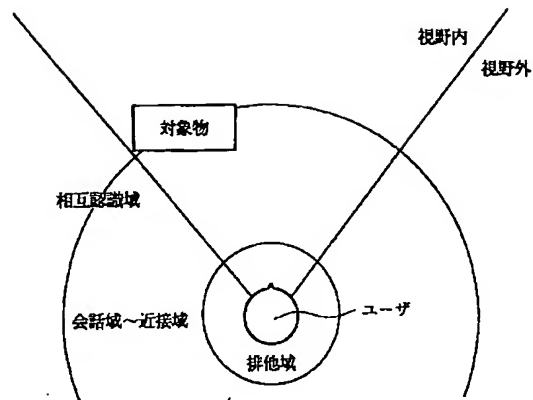 視野内
視野外
対象物
相互認識域
会話域～近接域
ユーザ
排他域